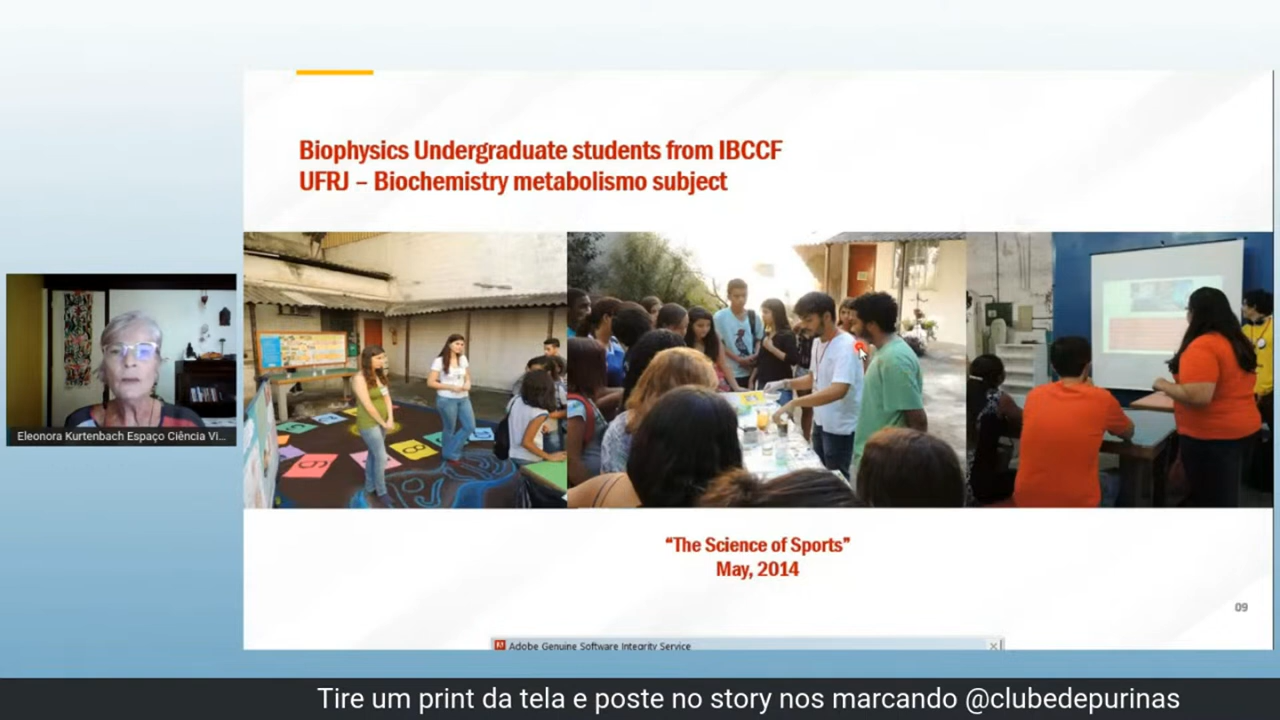 Biophysics Undergraduate students from IBCCF
UFRJ – Biochemistry metabolismo subject
Eleonora Kurtenbach Espaço Ciência Vi...
“The Science of Sports”
May, 2014
09
Adobe Genuine Software Integrity Service
Tire um print da tela e poste no story nos marcando @clubedepurinas